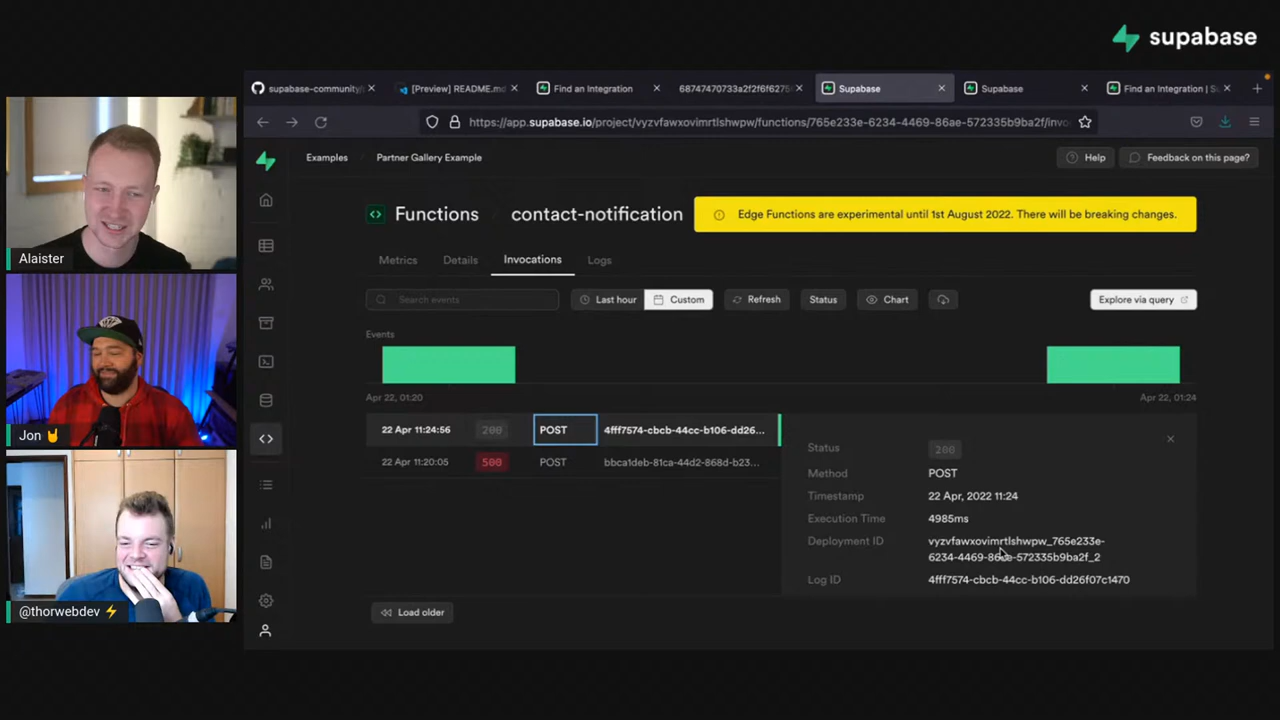 supabase
supabase-community/
[Preview] README.md
Find an Integration
68747470733a2f2f6f6275
Supabase
Supabase
Find an Integration | S
https://app.supabase.io/project/vyzvfawxovimrtlshwpw/functions/765e233e-6234-4469-86ae-572335b9ba2f/invo
Examples / Partner Gallery Example
Help
Feedback on this page?
Functions / contact-notification
Edge Functions are experimental until 1st August 2022. There will be breaking changes.
Metrics Details Invocations Logs
Search events
Last hour
Custom
Refresh
Status
Chart
Explore via query
Events
Apr 22, 01:20
Apr 22, 01:24
22 Apr 11:24:56 200 POST 4fff7574-cbcb-44cc-b106-dd26...
22 Apr 11:20:05 500 POST bbca1deb-81ca-44d2-868d-b23...
Status 200
Method POST
Timestamp 22 Apr, 2022 11:24
Execution Time 4985ms
Deployment ID vyzvfawxovimrtlshwpw_765e233e-
6234-4469-86ae-572335b9ba2f_2
Log ID 4fff7574-cbcb-44cc-b106-dd26f07c1470
Load older
Alaister
Jon 🤘
@thorwebdev ⚡